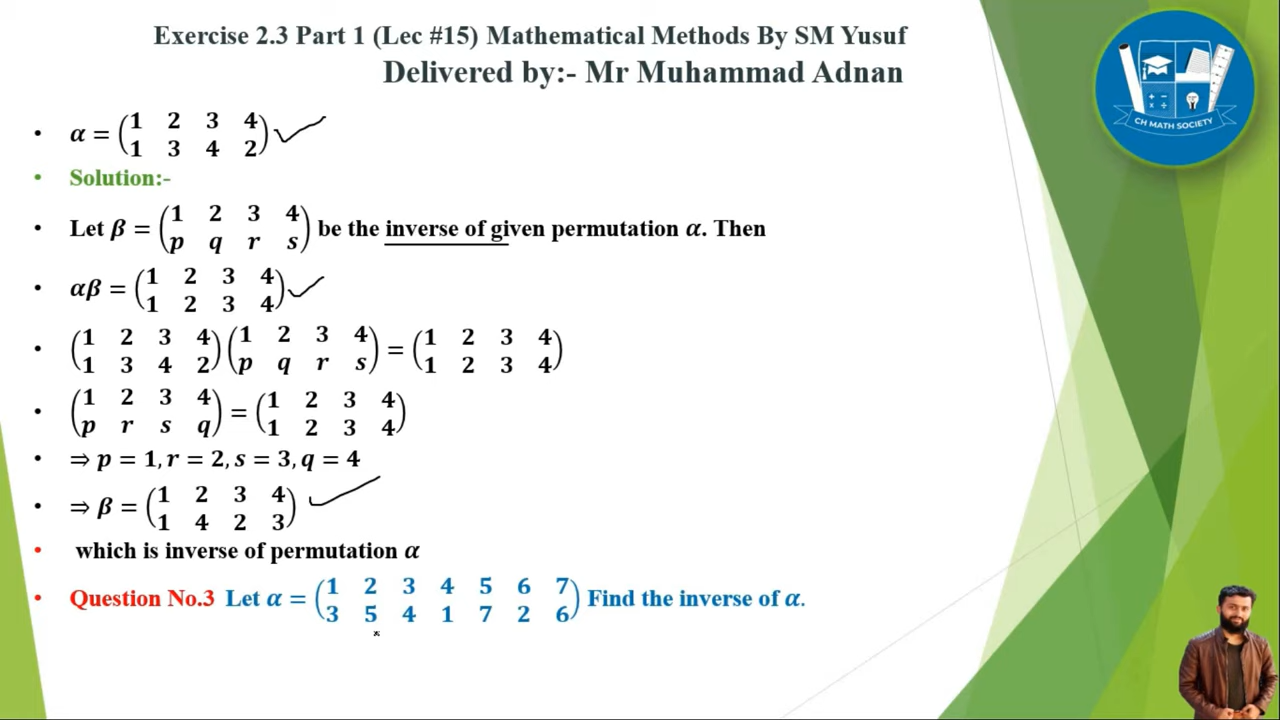 Exercise 2.3 Part 1 (Lec #15) Mathematical Methods By SM Yusuf
Delivered by:- Mr Muhammad Adnan
CH MATH SOCIETY
• α = (1 2 3 4
1 3 4 2)
• Solution:-
• Let β = (1 2 3 4
p q r s) be the inverse of given permutation α. Then
• αβ = (1 2 3 4
1 2 3 4)
• (1 2 3 4
1 3 4 2)(1 2 3 4
p q r s) = (1 2 3 4
1 2 3 4)
• (1 2 3 4
p r s q) = (1 2 3 4
1 2 3 4)
• ⇒ p = 1, r = 2, s = 3, q = 4
• ⇒ β = (1 2 3 4
1 4 2 3)
• which is inverse of permutation α
• Question No.3 Let α = (1 2 3 4 5 6 7
3 5 4 1 7 2 6) Find the inverse of α.